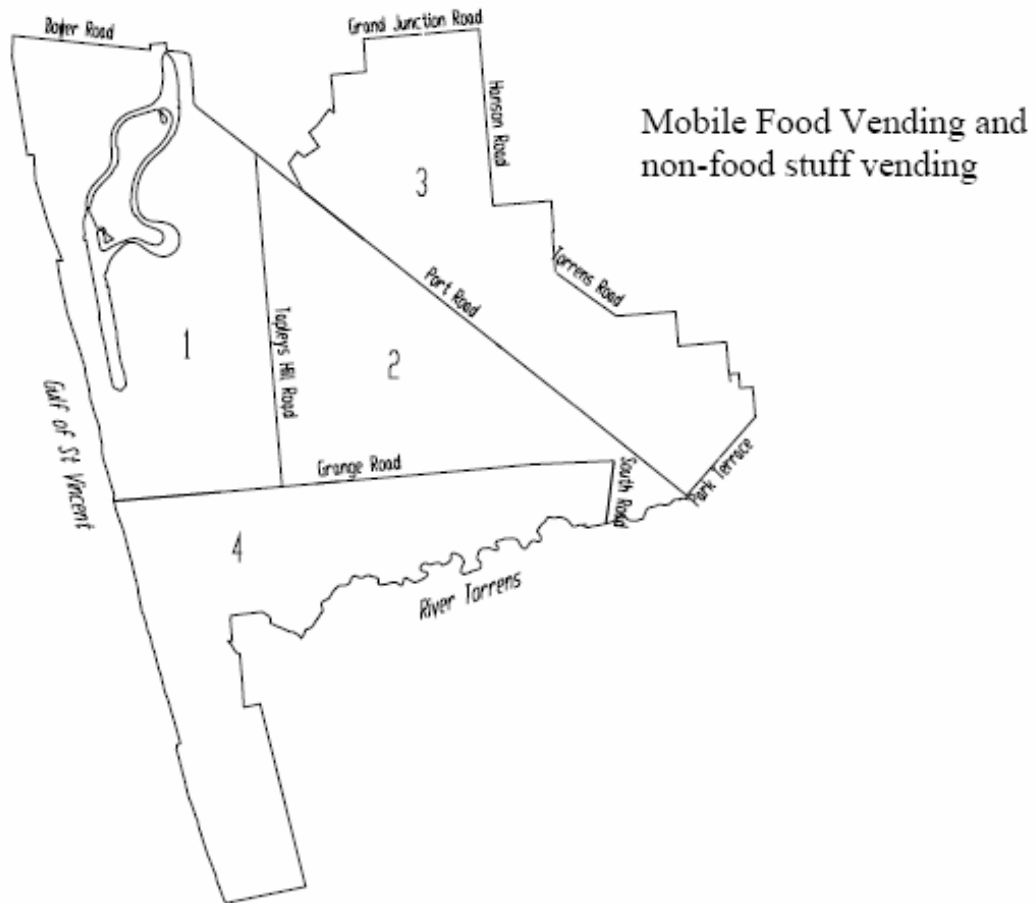 Bower Road
Grand Junction Road
Hanson Road
Mobile Food Vending and
non-food stuff vending
3
Torrens Road
Port Road
Tapleys Hill Road
1
2
Gulf of St Vincent
Grange Road
South Road
Park Terrace
4
River Torrens